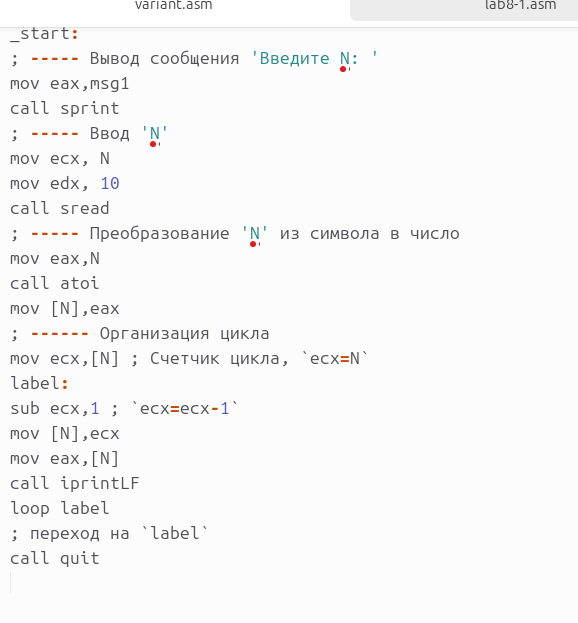 variant.asm lab8-1.asm
_start:
; ----- Вывод сообщения 'Введите N: '
mov eax,msg1
call sprint
; ----- Ввод 'N'
mov ecx, N
mov edx, 10
call sread
; ----- Преобразование 'N' из символа в число
mov eax,N
call atoi
mov [N],eax
; ------ Организация цикла
mov ecx,[N] ; Счетчик цикла, `ecx=N`
label:
sub ecx,1 ; `ecx=ecx-1`
mov [N],ecx
mov eax,[N]
call iprintLF
loop label
; переход на `label`
call quit